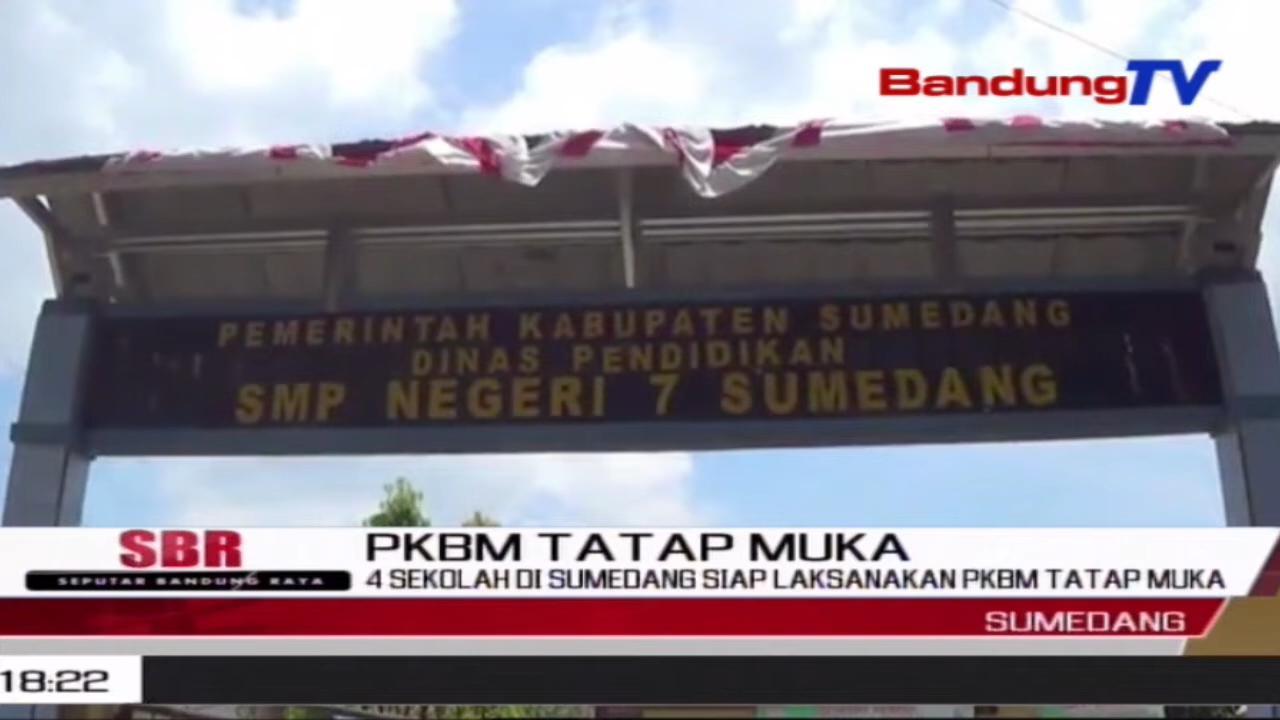 BandungTV
PEMERINTAH KABUPATEN SUMEDANG
DINAS PENDIDIKAN
SMP NEGERI 7 SUMEDANG
SBR
SEPUTAR BANDUNG RAYA
PKBM TATAP MUKA
4 SEKOLAH DI SUMEDANG SIAP LAKSANAKAN PKBM TATAP MUKA
SUMEDANG
18:22